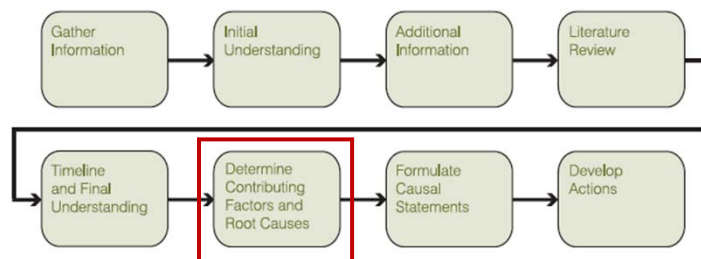 Gather
Information
Initial
Understanding
Additional
Information
Literature
Review
Timeline
and Final
Understanding
Determine
Contributing
Factors and
Root Causes
Formulate
Causal
Statements
Develop
Actions